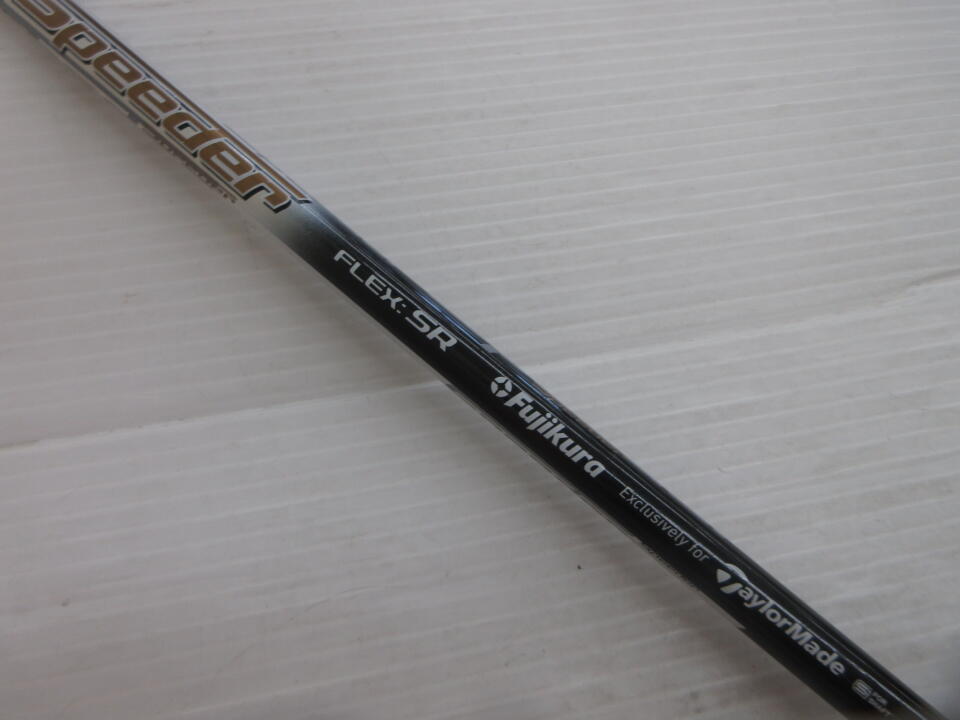 Speeder
FLEX: SR
Fujikura
Exclusively for
TaylorMade